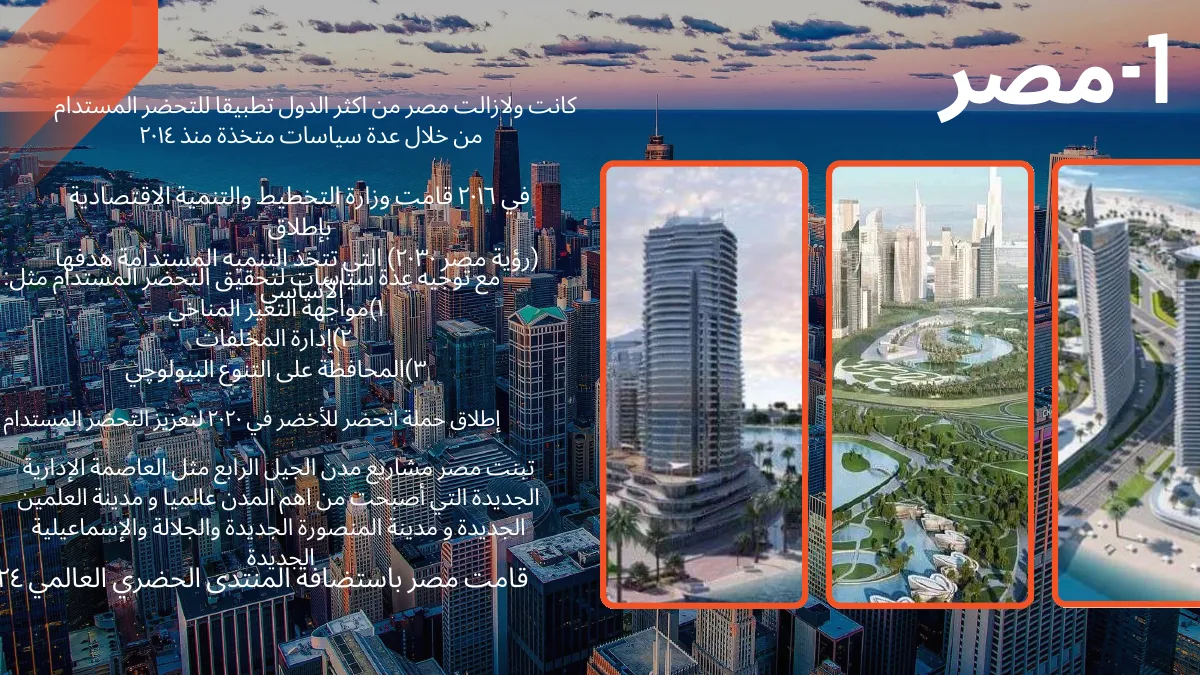 ١-مصر
كانت ولازالت مصر من اكثر الدول تطبيقا للتحضر المستدام
من خلال عدة سياسات متخذة منذ ٢٠١٤
في ٢٠١٦ قامت وزارة التخطيط والتنمية الاقتصادية
بإطلاق
(رؤية مصر ٢٠٣٠) التي تتخذ التنميه المستدامة هدفها
الأساسي
مع توجيه عدة سياسات لتحقيق التحضر المستدام مثل.
١)مواجهة التغير المناخي
٢)إدارة المخلفات
٣)المحافظة على التنوع البيولوجي
إطلاق حملة اتحضر للأخضر في ٢٠٢٠ لتعزيز التحضر المستدام
تبنت مصر مشاريع مدن الجيل الرابع مثل العاصمة الإدارية
الجديدة التي أصبحت من اهم المدن عالميا و مدينة العلمين
الجديدة و مدينة المنصورة الجديدة والجلالة والإسماعيلية
الجديدة
قامت مصر باستضافة المنتدى الحضري العالمي ٢٤